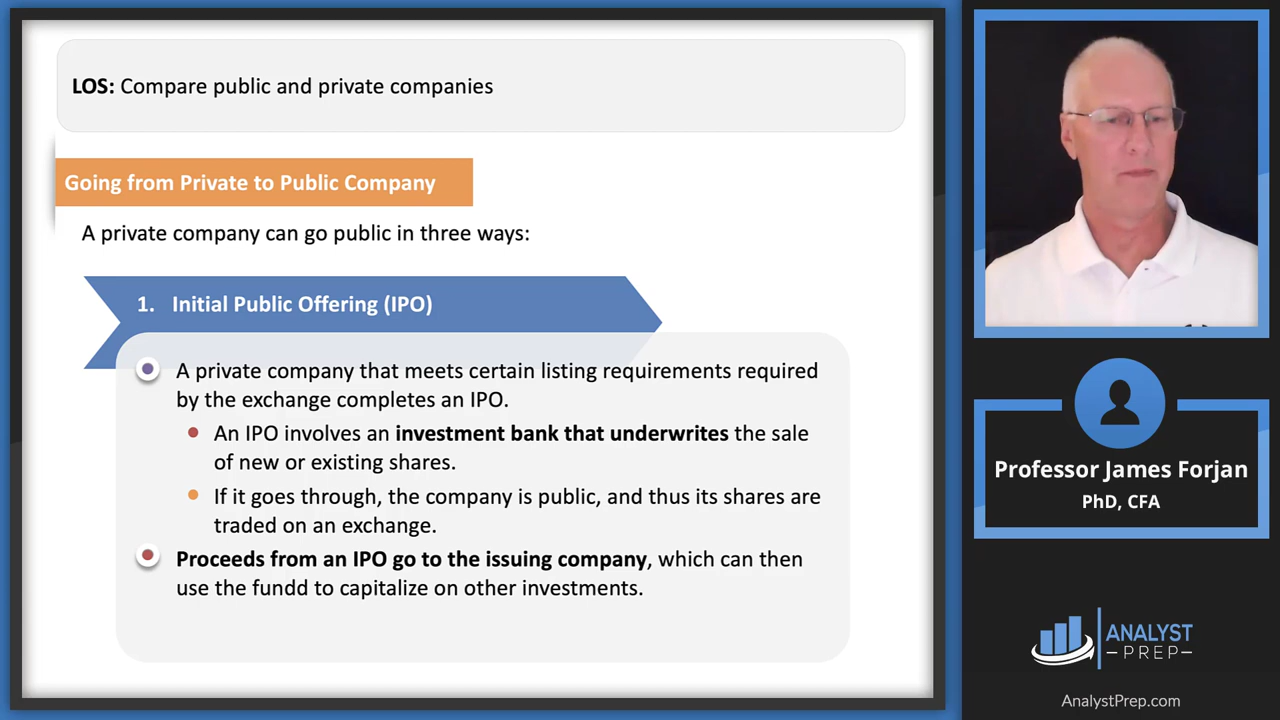 LOS: Compare public and private companies
Going from Private to Public Company
A private company can go public in three ways:
1. Initial Public Offering (IPO)
A private company that meets certain listing requirements required
by the exchange completes an IPO.
An IPO involves an investment bank that underwrites the sale
of new or existing shares.
If it goes through, the company is public, and thus its shares are
traded on an exchange.
Proceeds from an IPO go to the issuing company, which can then
use the fundd to capitalize on other investments.
Professor James Forjan
PhD, CFA
ANALYST
PREP
AnalystPrep.com